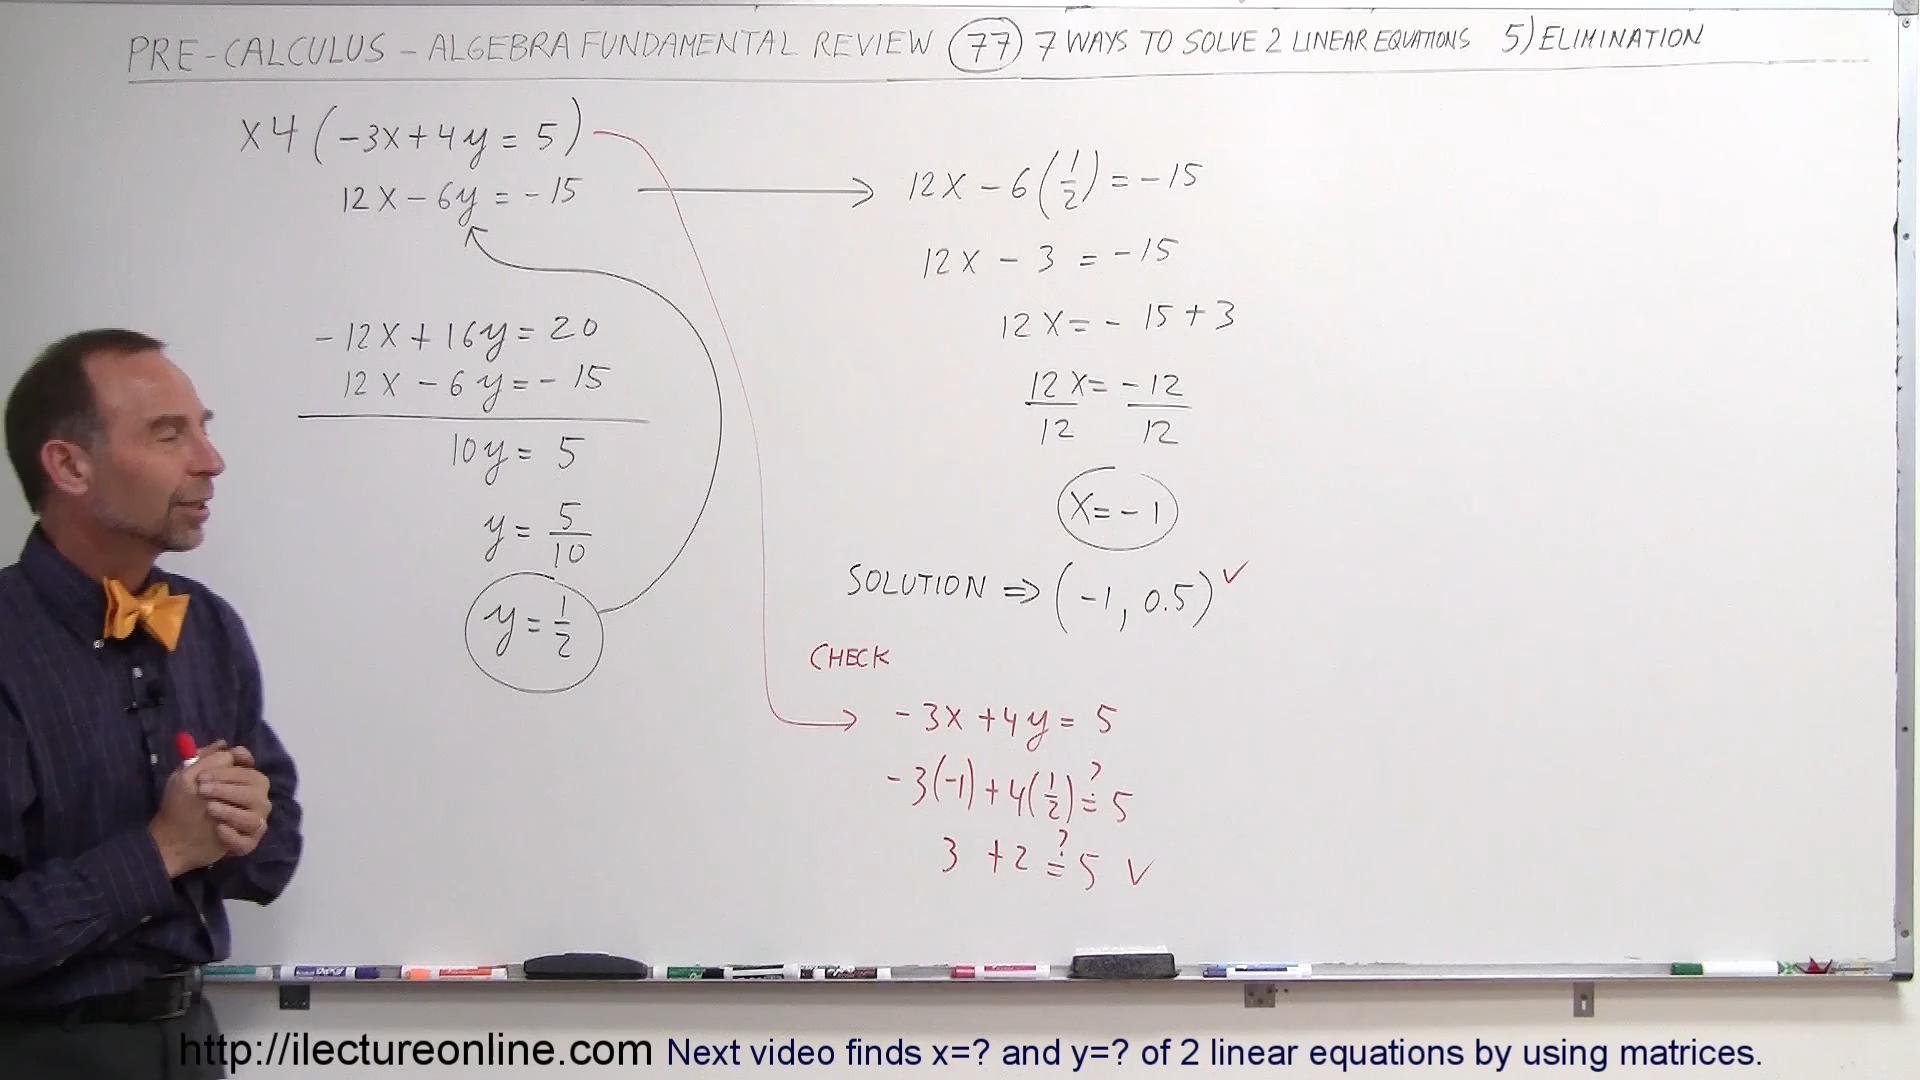 PRE-CALCULUS - ALGEBRA FUNDAMENTAL REVIEW (77) 7 WAYS TO SOLVE 2 LINEAR EQUATIONS 5) ELIMINATION
x4 (-3x + 4y = 5)
12x - 6y = -15
-12x + 16y = 20
12x - 6y = -15
10y = 5
y = 5/10
y = 1/2
12x - 6(1/2) = -15
12x - 3 = -15
12x = -15 + 3
12x/12 = -12/12
x = -1
SOLUTION ⇒ (-1, 0.5) ✓
CHECK
-3x + 4y = 5
-3(-1) + 4(1/2) ?= 5
3 + 2 ?= 5 ✓
http://ilectureonline.com Next video finds x=? and y=? of 2 linear equations by using matrices.